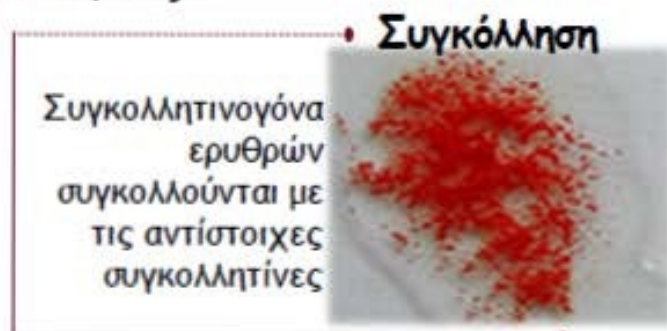 Συγκόλληση
Συγκολλητινογόνα
ερυθρών
συγκολλούνται με
τις αντίστοιχες
συγκολλητίνες